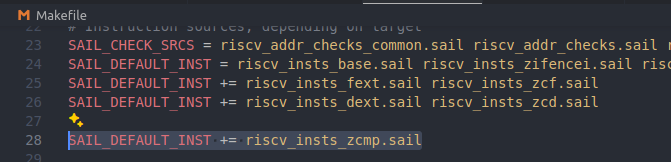 Makefile
22 # Instruction sources, depending on target
23 SAIL_CHECK_SRCS = riscv_addr_checks_common.sail riscv_addr_checks.sail
24 SAIL_DEFAULT_INST = riscv_insts_base.sail riscv_insts_zifencei.sail
25 SAIL_DEFAULT_INST += riscv_insts_fext.sail riscv_insts_zcf.sail
26 SAIL_DEFAULT_INST += riscv_insts_dext.sail riscv_insts_zcd.sail
27
28 SAIL_DEFAULT_INST += riscv_insts_zcmp.sail